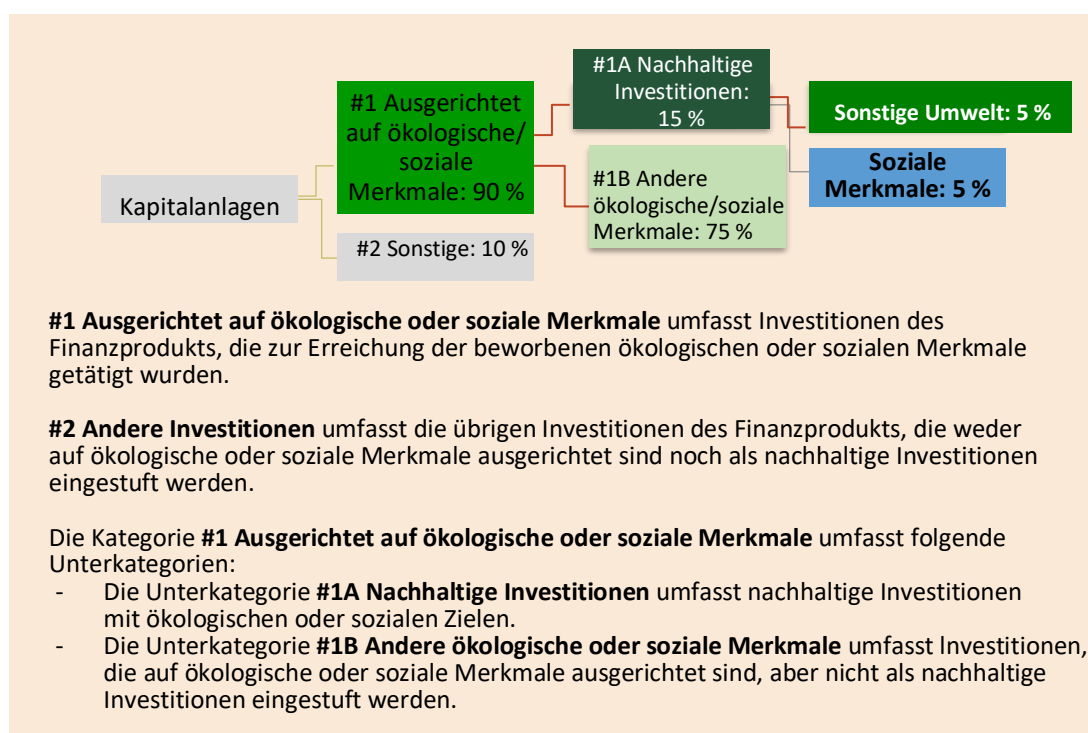 Kapitalanlagen
#1 Ausgerichtet
auf ökologische/
soziale
Merkmale: 90 %
#2 Sonstige: 10 %
#1A Nachhaltige
Investitionen:
15 %
#1B Andere
ökologische/soziale
Merkmale: 75 %
Sonstige Umwelt: 5 %
Soziale
Merkmale: 5 %
#1 Ausgerichtet auf ökologische oder soziale Merkmale umfasst Investitionen des
Finanzprodukts, die zur Erreichung der beworbenen ökologischen oder sozialen Merkmale
getätigt wurden.
#2 Andere Investitionen umfasst die übrigen Investitionen des Finanzprodukts, die weder
auf ökologische oder soziale Merkmale ausgerichtet sind noch als nachhaltige Investitionen
eingestuft werden.
Die Kategorie #1 Ausgerichtet auf ökologische oder soziale Merkmale umfasst folgende
Unterkategorien:
- Die Unterkategorie #1A Nachhaltige Investitionen umfasst nachhaltige Investitionen
mit ökologischen oder sozialen Zielen.
- Die Unterkategorie #1B Andere ökologische oder soziale Merkmale umfasst Investitionen,
die auf ökologische oder soziale Merkmale ausgerichtet sind, aber nicht als nachhaltige
Investitionen eingestuft werden.